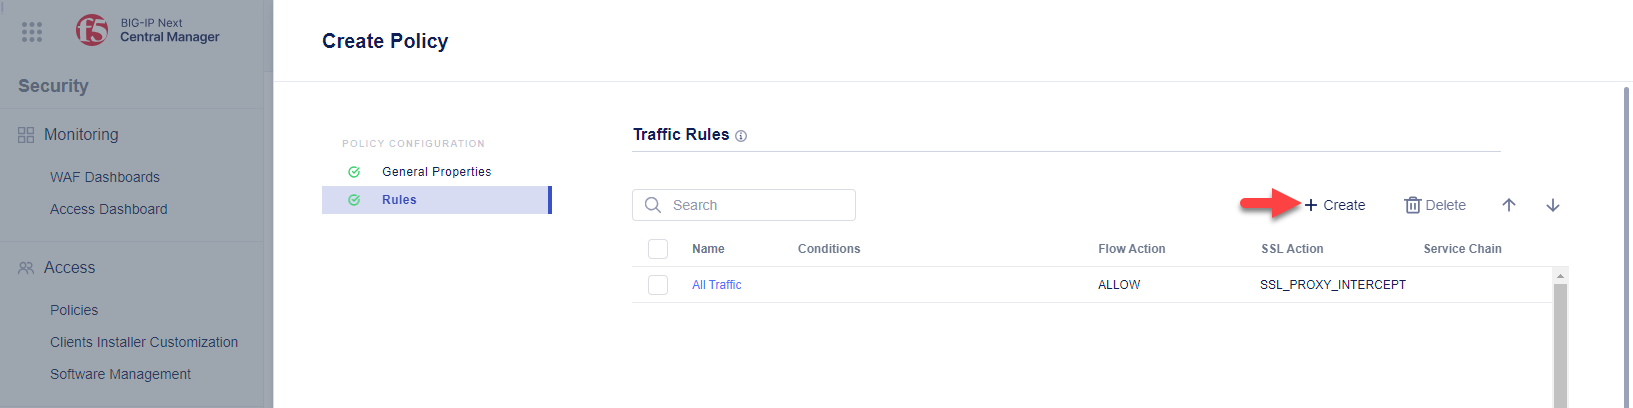 f5
BIG-IP Next
Central Manager
Create Policy
Security
Monitoring
WAF Dashboards
Access Dashboard
Access
Policies
Clients Installer Customization
Software Management
POLICY CONFIGURATION
General Properties
Rules
Traffic Rules
Search
Create Delete
Name Conditions Flow Action SSL Action Service Chain
All Traffic ALLOW SSL_PROXY_INTERCEPT